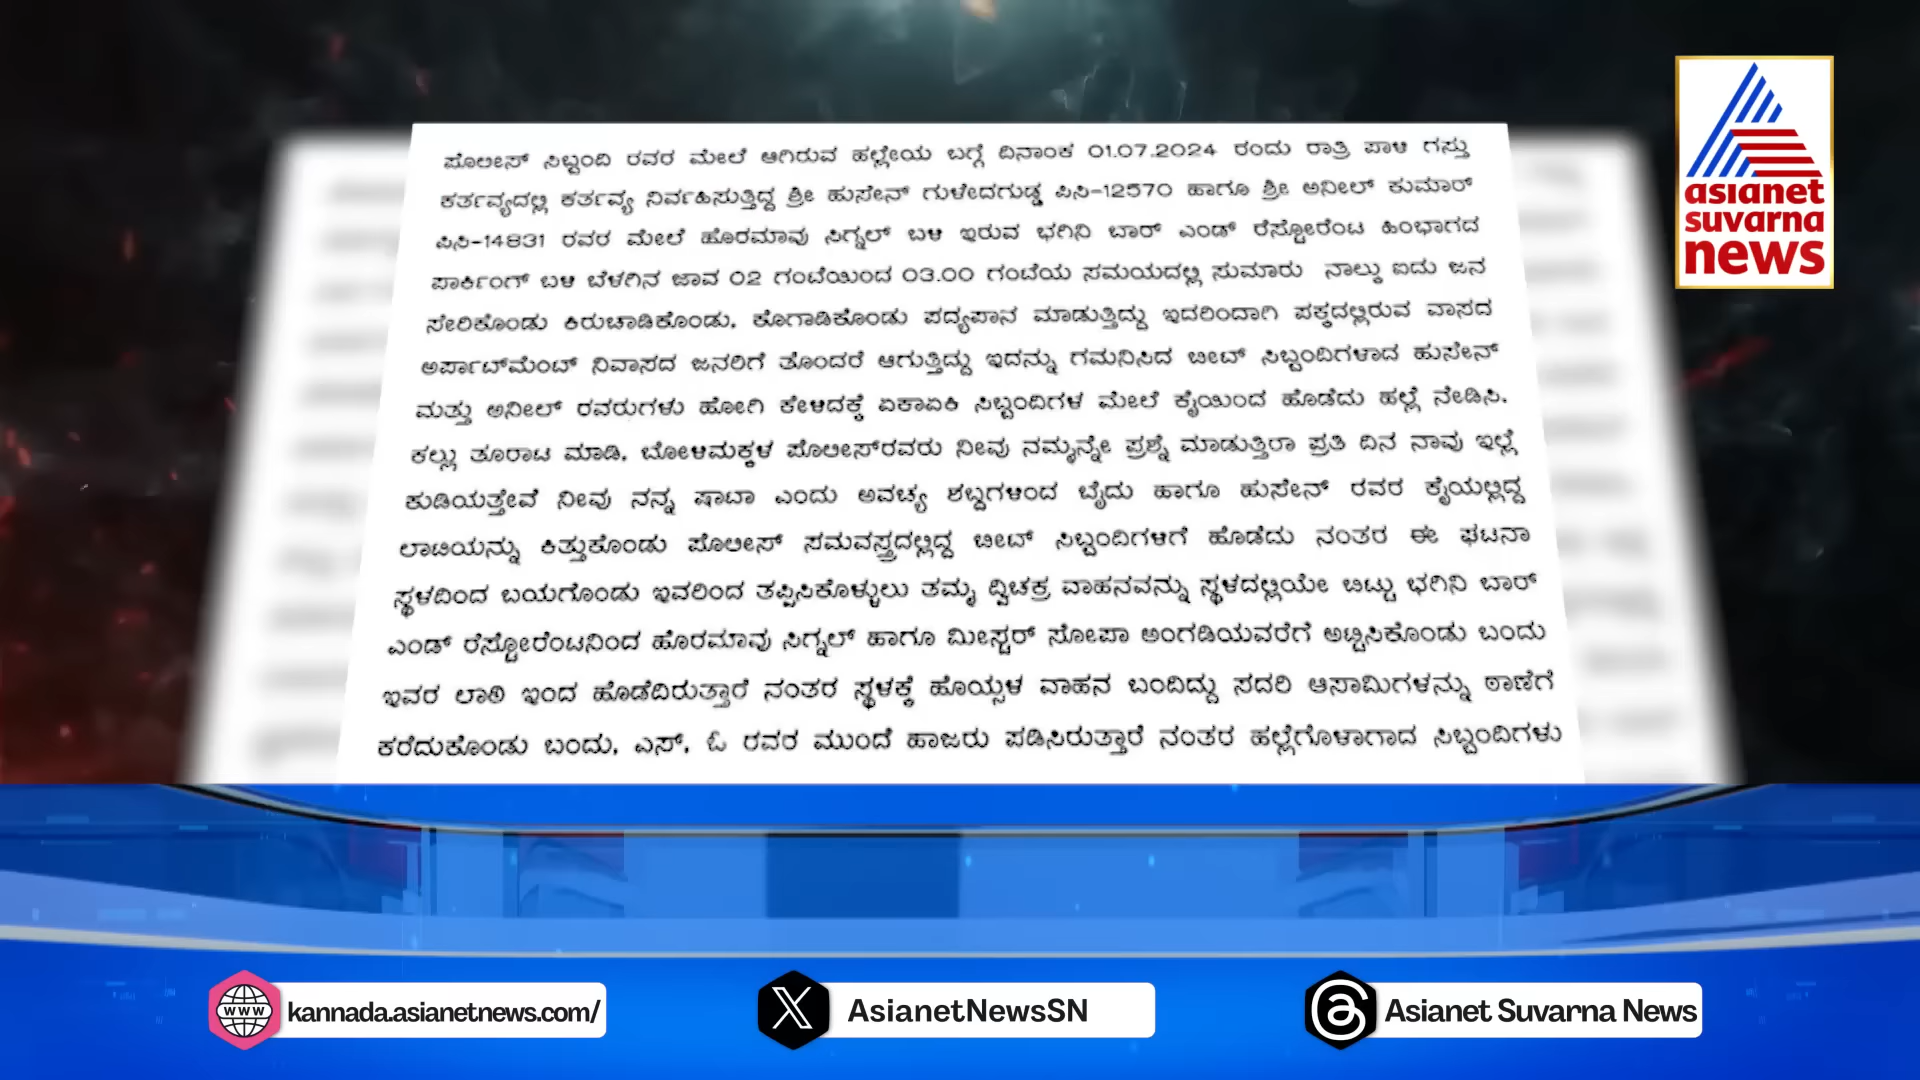 ಪೊಲೀಸ್ ಸಿಬ್ಬಂದಿ ರವರ ಮೇಲೆ ಆಗಿರುವ ಹಲ್ಲೇಯ ಬಗ್ಗೆ ದಿನಾಂಕ 01.07.2024 ರಂದು ರಾತ್ರಿ ಪಾಳಿ ಗಸ್ತು
ಕರ್ತವ್ಯದಲ್ಲಿ ಕರ್ತವ್ಯ ನಿರ್ವಹಿಸುತ್ತಿದ್ದ ಶ್ರೀ ಹುಸೇನ್ ಗುಳೇದಗುಡ್ಡ ಪಿಸಿ-12570 ಹಾಗೂ ಶ್ರೀ ಅನೀಲ್ ಕುಮಾರ್
ಪಿಸಿ-14831 ರವರ ಮೇಲೆ ಹೊರಮಾವು ಸಿಗ್ನಲ್ ಬಳಿ ಇರುವ ಭಗಿನಿ ಬಾರ್ ಎಂಡ್ ರೆಸ್ಟೋರೆಂಟ ಹಿಂಭಾಗದ
ಪಾರ್ಕಿಂಗ್ ಬಳಿ ಬೆಳಗಿನ ಜಾವ 02 ಗಂಟೆಯಿಂದ 03.00 ಗಂಟೆಯ ಸಮಯದಲ್ಲಿ ಸುಮಾರು ನಾಲ್ಕು ಐದು ಜನ
ಸೇರಿಕೊಂಡು ಕಿರುಚಾಡಿಕೊಂಡು, ಕೊಗಾಡಿಕೊಂಡು ಪದ್ಯಪಾನ ಮಾಡುತ್ತಿದ್ದು ಇದರಿಂದಾಗಿ ಪಕ್ಕದಲ್ಲಿರುವ ವಾಸದ
ಅರ್ಪಾಟ್‌ಮೆಂಟ್ ನಿವಾಸದ ಜನರಿಗೆ ತೊಂದರೆ ಆಗುತ್ತಿದ್ದು ಇದನ್ನು ಗಮನಿಸಿದ ಬೀಟ್ ಸಿಬ್ಬಂದಿಗಳಾದ ಹುಸೇನ್
ಮತ್ತು ಅನೀಲ್ ರವರುಗಳು ಹೋಗಿ ಕೇಳಿದಕ್ಕೆ ಏಕಾಏಕಿ ಸಿಬ್ಬಂದಿಗಳ ಮೇಲೆ ಕೈಯಿಂದ ಹೊಡೆದು ಹಲ್ಲೆ ನೇಡಿಸಿ,
ಕಲ್ಲು ತೂರಾಟ ಮಾಡಿ, ಬೋಳಿಮಕ್ಕಳ ಪೊಲೀಸ್‌ರವರು ನೀವು ನಮ್ಮನ್ನೇ ಪ್ರಶ್ನೆ ಮಾಡುತ್ತಿರಾ ಪ್ರತಿ ದಿನ ನಾವು ಇಲ್ಲೆ
ಕುಡಿಯತ್ತೇವೆ ನೀವು ನನ್ನ ಷಾಟಾ ಎಂದು ಅವಚ್ಯ ಶಬ್ದಗಳಿಂದ ಬೈದು ಹಾಗೂ ಹುಸೇನ್ ರವರ ಕೈಯಲ್ಲಿದ್ದ
ಲಾಟಿಯನ್ನು ಕಿತ್ತುಕೊಂಡು ಪೊಲೀಸ್ ಸಮವಸ್ತ್ರದಲ್ಲಿದ್ದ ಬೀಟ್ ಸಿಬ್ಬಂದಿಗಳಿಗೆ ಹೊಡೆದು ನಂತರ ಈ ಘಟನಾ
ಸ್ಥಳದಿಂದ ಬಯಗೊಂಡು ಇವರಿಂದ ತಪ್ಪಿಸಿಕೊಳ್ಳುಲು ತಮ್ಮ ದ್ವಿಚಕ್ರ ವಾಹನವನ್ನು ಸ್ಥಳದಲ್ಲಿಯೇ ಬಿಟ್ಟು ಭಗಿನಿ ಬಾರ್
ಎಂಡ್ ರೆಸ್ಟೋರೆಂಟನಿಂದ ಹೊರಮಾವು ಸಿಗ್ನಲ್ ಹಾಗೂ ಮೀಸ್ಟರ್ ಸೋಪಾ ಅಂಗಡಿಯವರೆಗೆ ಅಟ್ಟಿಸಿಕೊಂಡು ಬಂದು
ಇವರ ಲಾಠಿ ಇಂದ ಹೊಡೆದಿರುತ್ತಾರೆ ನಂತರ ಸ್ಥಳಕ್ಕೆ ಹೊಯ್ಸಳ ವಾಹನ ಬಂದಿದ್ದು ಸದರಿ ಆಸಾಮಿಗಳನ್ನು ಠಾಣೆಗೆ
ಕರೆದುಕೊಂಡು ಬಂದು, ಎಸ್. ಓ ರವರ ಮುಂದೆ ಹಾಜರು ಪಡಿಸಿರುತ್ತಾರೆ ನಂತರ ಹಲ್ಲೆಗೊಳಾಗಾದ ಸಿಬ್ಬಂದಿಗಳು
asianet
suvarna
news
www kannada.asianetnews.com/
AsianetNewsSN
Asianet Suvarna News